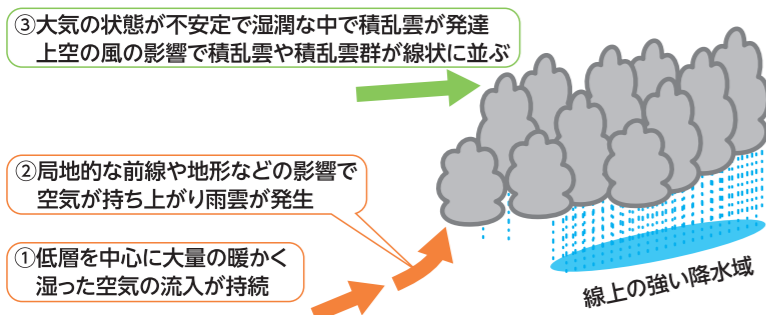 ③大気の状態が不安定で湿潤な中で積乱雲が発達
上空の風の影響で積乱雲や積乱雲群が線状に並ぶ
②局地的な前線や地形などの影響で
空気が持ち上がり雨雲が発生
①低層を中心に大量の暖かく
湿った空気の流入が持続
線上の強い降水域